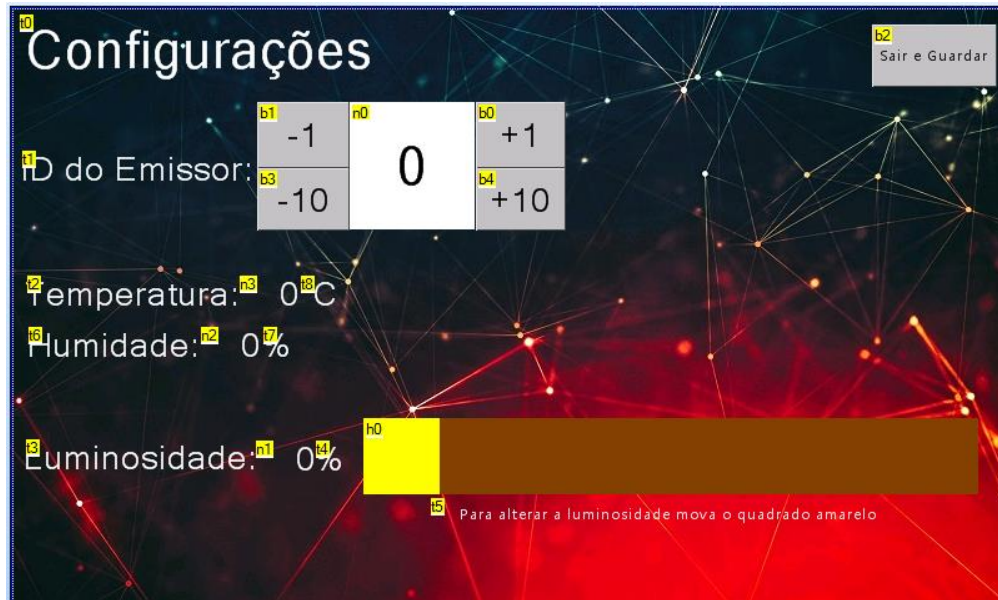 t0
Configurações
b2
Sair e Guardar
b1 -1 n0 b0 +1
t1 ID do Emissor: 0
b3 -10 b4 +10
t2 Temperatura: n3 0 t8 °C
t6 Humidade: n2 0 t7 %
h0
t3 Luminosidade: n1 0 t4 %
t5 Para alterar a luminosidade mova o quadrado amarelo